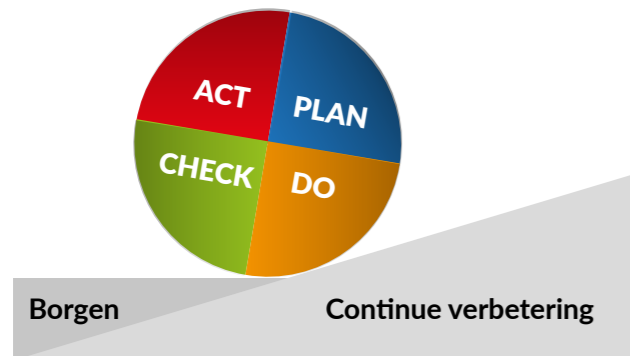 ACT
PLAN
CHECK
DO
Borgen
Continue verbetering